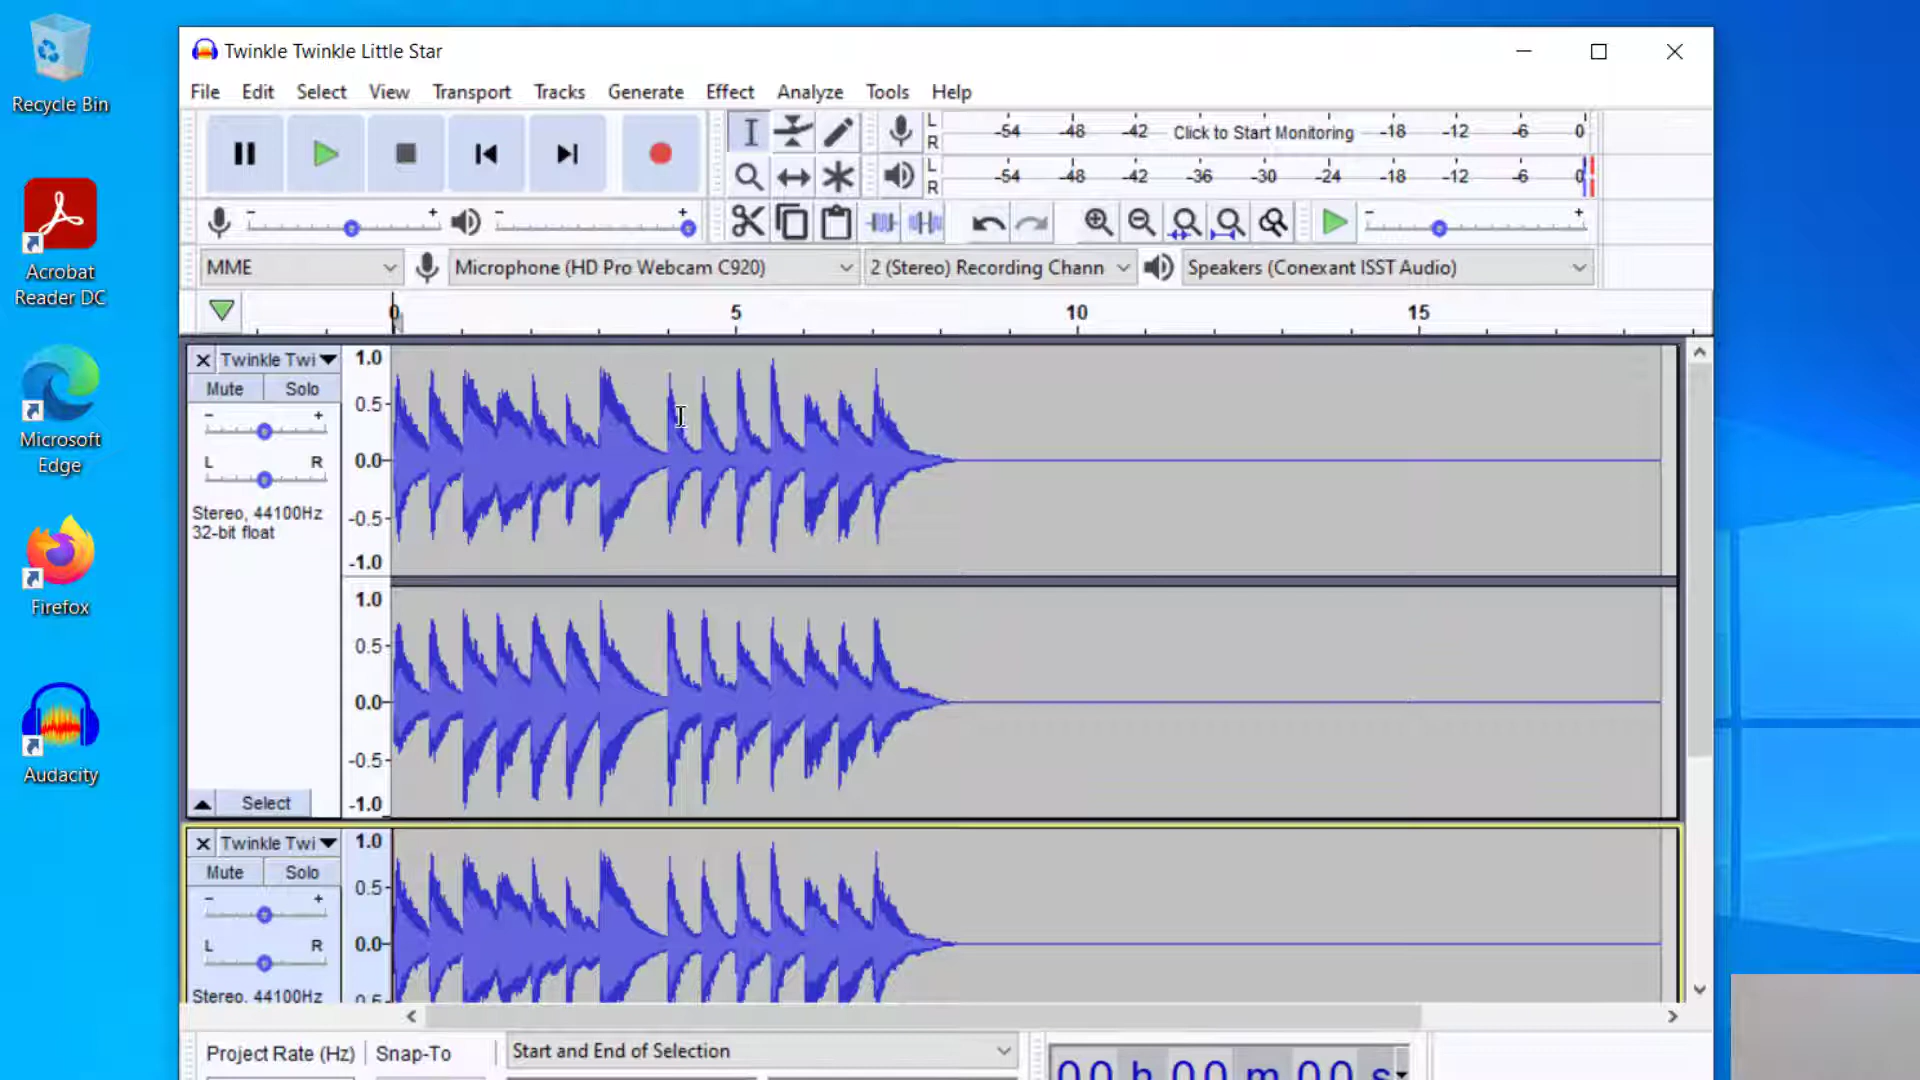 Recycle Bin
Acrobat
Reader DC
Microsoft
Edge
Firefox
Audacity
Twinkle Twinkle Little Star
File Edit Select View Transport Tracks Generate Effect Analyze Tools Help
L
R
-54 -48 -42 Click to Start Monitoring -18 -12 -6 0
L
R
-54 -48 -42 -36 -30 -24 -18 -12 -6 0
- + - + - +
MME Microphone (HD Pro Webcam C920) 2 (Stereo) Recording Chann Speakers (Conexant ISST Audio)
0 5 10 15
Twinkle Twi
Mute Solo
- +
L R
Stereo, 44100Hz
32-bit float
Select
1.0
0.5
0.0
-0.5
-1.0
1.0
0.5
0.0
-0.5
-1.0
Twinkle Twi
Mute Solo
- +
L R
Stereo, 44100Hz
1.0
0.5
0.0
Project Rate (Hz) Snap-To Start and End of Selection
00 h 00 m 00 s